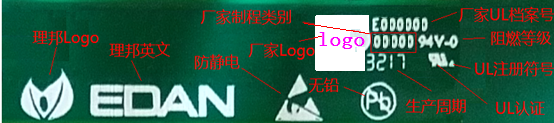 厂家制程类别
E000000
厂家UL档案号
logo
00000
94V-0
阻燃等级
理邦Logo
理邦英文
厂家Logo
3217
UL注册符号
防静电
无铅
EDAN
Pb
生产周期
UL认证